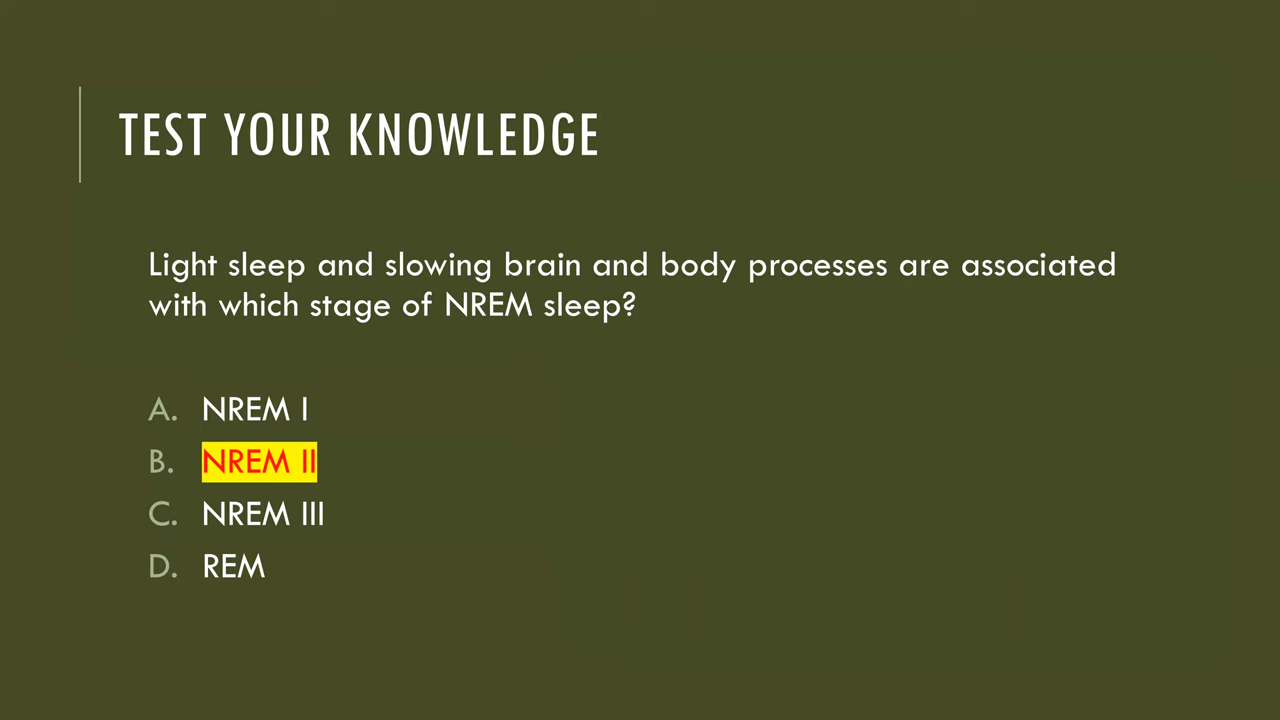 TEST YOUR KNOWLEDGE
Light sleep and slowing brain and body processes are associated
with which stage of NREM sleep?
A. NREM I
B. NREM II
C. NREM III
D. REM